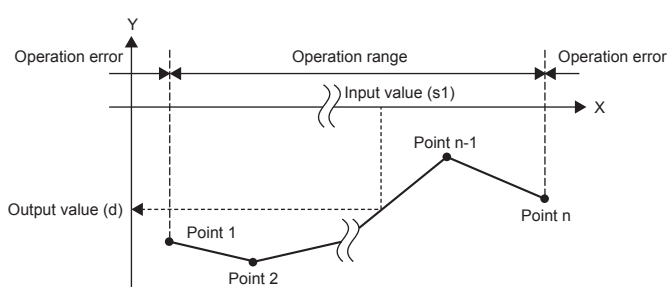 Y
Operation error
Operation range
Operation error
Input value (s1)
X
Point n-1
Output value (d)
Point n
Point 1
Point 2